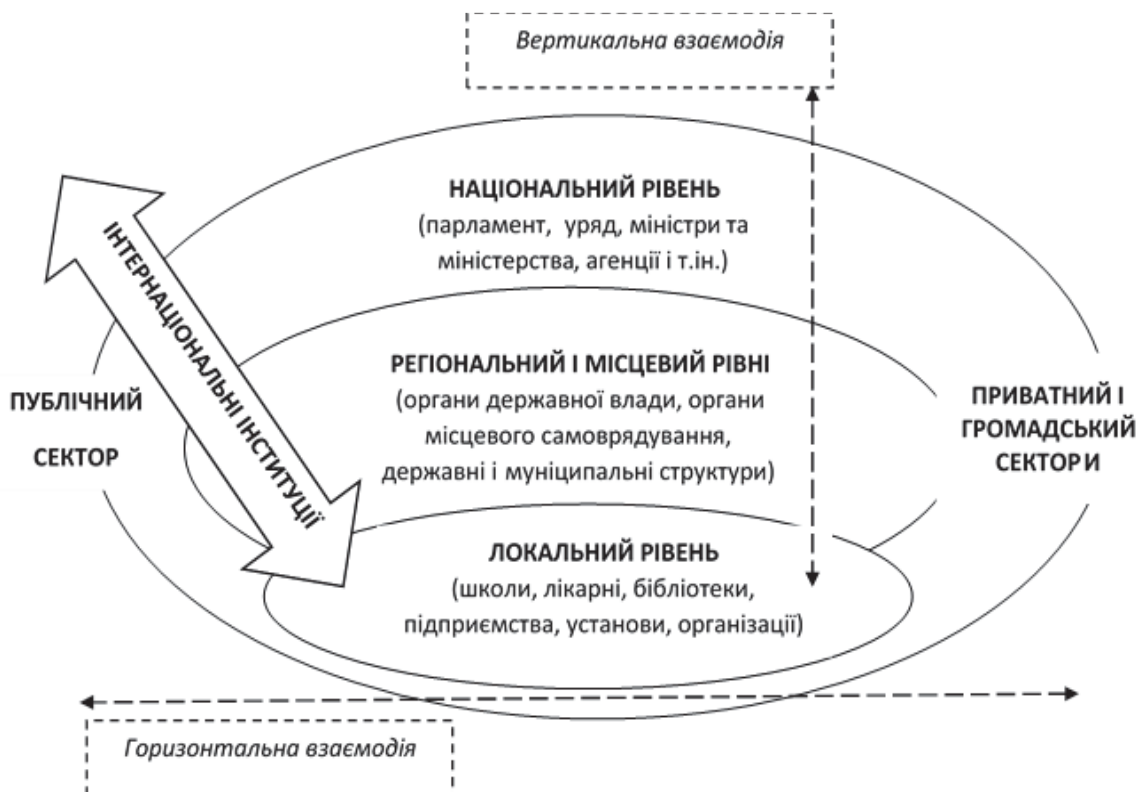 Вертикальна взаємодія
НАЦІОНАЛЬНИЙ РІВЕНЬ
(парламент, уряд, міністри та
міністерства, агенції і т.ін.)
ІНТЕРНАЦІОНАЛЬНІ ІНСТИТУЦІЇ
РЕГІОНАЛЬНИЙ І МІСЦЕВИЙ РІВНІ
(органи державної влади, органи
місцевого самоврядування,
державні і муніципальні структури)
ПУБЛІЧНИЙ
СЕКТОР
ПРИВАТНИЙ І
ГРОМАДСЬКИЙ
СЕКТОРИ
ЛОКАЛЬНИЙ РІВЕНЬ
(школи, лікарні, бібліотеки,
підприємства, установи, організації)
Горизонтальна взаємодія